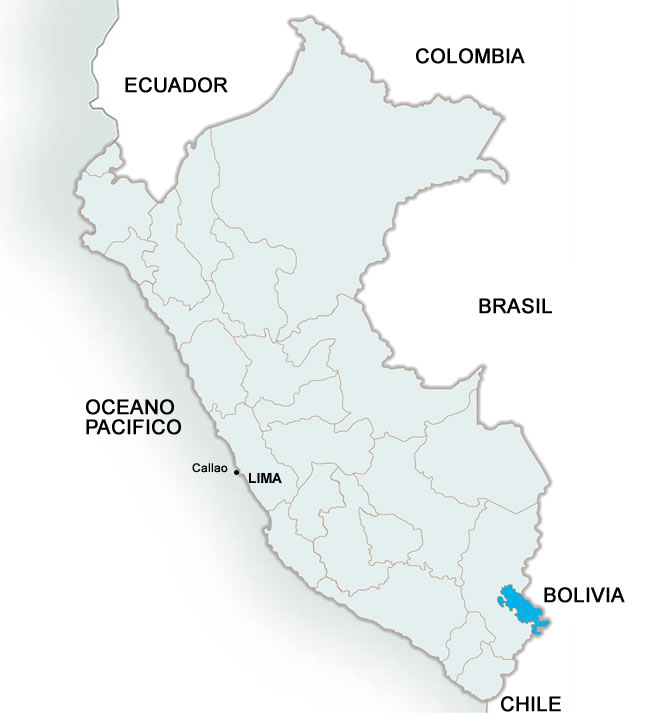 COLOMBIA
ECUADOR
BRASIL
OCEANO
PACIFICO
Callao
LIMA
BOLIVIA
CHILE